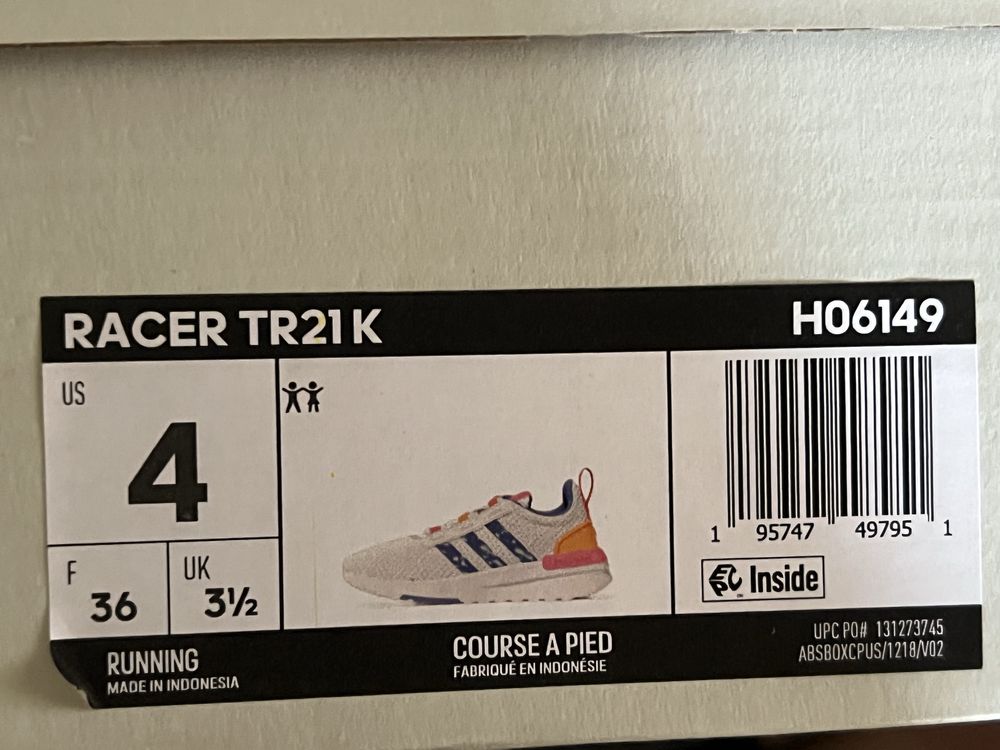 RACER TR21 K
H06149
US
4
F
36
UK
3½
1 95747 49795 1
EPC Inside
RUNNING
MADE IN INDONESIA
COURSE A PIED
FABRIQUÉ EN INDONÉSIE
UPC PO# 131273745
ABSBOXCPUS/1218/V02